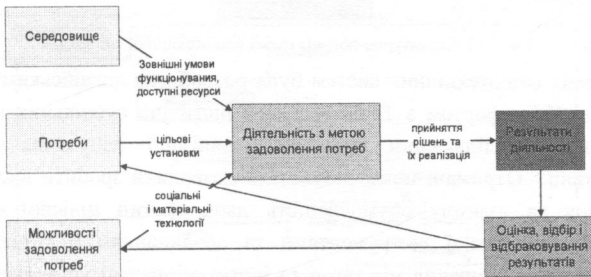 Середовище
Зовнішні умови
функціонування,
доступні ресурси
Потреби
цільові
установки
Діяльність з метою
задоволення потреб
прийняття
рішень та
їх реалізація
Результати
діяльності
соціальні
і матеріальні
технології
Можливості
задоволення
потреб
Оцінка, відбір і
відбраковування
результатів